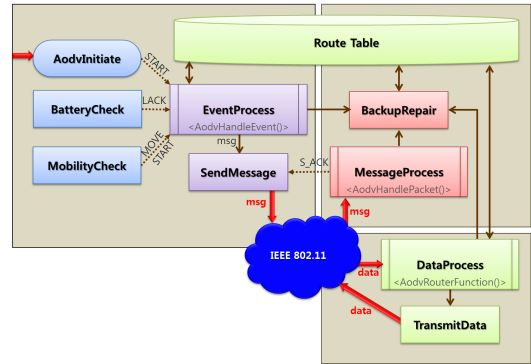 Route Table
AodvInitiate
START
BatteryCheck
LACK
EventProcess
<AodvHandleEvent()>
BackupRepair
MobilityCheck
MOVE
START
msg
SendMessage
S_ACK
MessageProcess
<AodvHandlePacket()>
msg
msg
IEEE 802.11
data
DataProcess
<AodvRouterFunction()>
data
TransmitData